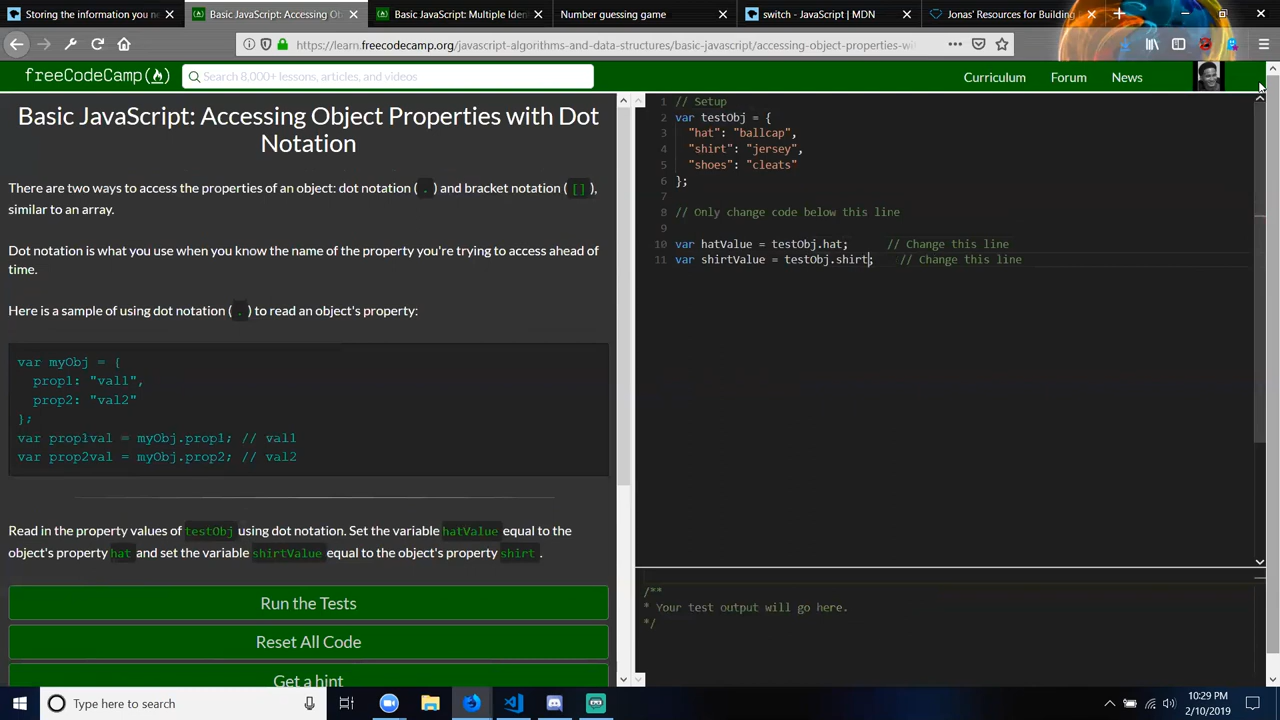 Storing the information you ne
Basic JavaScript: Accessing Ob
Basic JavaScript: Multiple Iden
Number guessing game
switch - JavaScript | MDN
Jonas' Resources for Building
https://learn.freecodecamp.org/javascript-algorithms-and-data-structures/basic-javascript/accessing-object-properties-wi
freeCodeCamp
Search 8,000+ lessons, articles, and videos
Curriculum
Forum
News
Basic JavaScript: Accessing Object Properties with Dot
Notation
There are two ways to access the properties of an object: dot notation ( . ) and bracket notation ( [] ),
similar to an array.
Dot notation is what you use when you know the name of the property you're trying to access ahead of
time.
Here is a sample of using dot notation ( . ) to read an object's property:
var myObj = {
prop1: "val1",
prop2: "val2"
};
var prop1val = myObj.prop1; // val1
var prop2val = myObj.prop2; // val2
Read in the property values of testObj using dot notation. Set the variable hatValue equal to the
object's property hat and set the variable shirtValue equal to the object's property shirt .
Run the Tests
Reset All Code
Get a hint
1 // Setup
2 var testObj = {
3 "hat": "ballcap",
4 "shirt": "jersey",
5 "shoes": "cleats"
6 };
7
8 // Only change code below this line
9
10 var hatValue = testObj.hat; // Change this line
11 var shirtValue = testObj.shirt; // Change this line
/**
* Your test output will go here.
*/
Type here to search
10:29 PM
2/10/2019